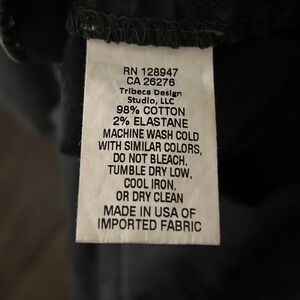 RN 128947
CA 26276
Tribeca Design
Studio, LLC
98% COTTON
2% ELASTANE
MACHINE WASH COLD
WITH SIMILAR COLORS,
DO NOT BLEACH.
TUMBLE DRY LOW,
COOL IRON,
OR DRY CLEAN
MADE IN USA OF
IMPORTED FABRIC